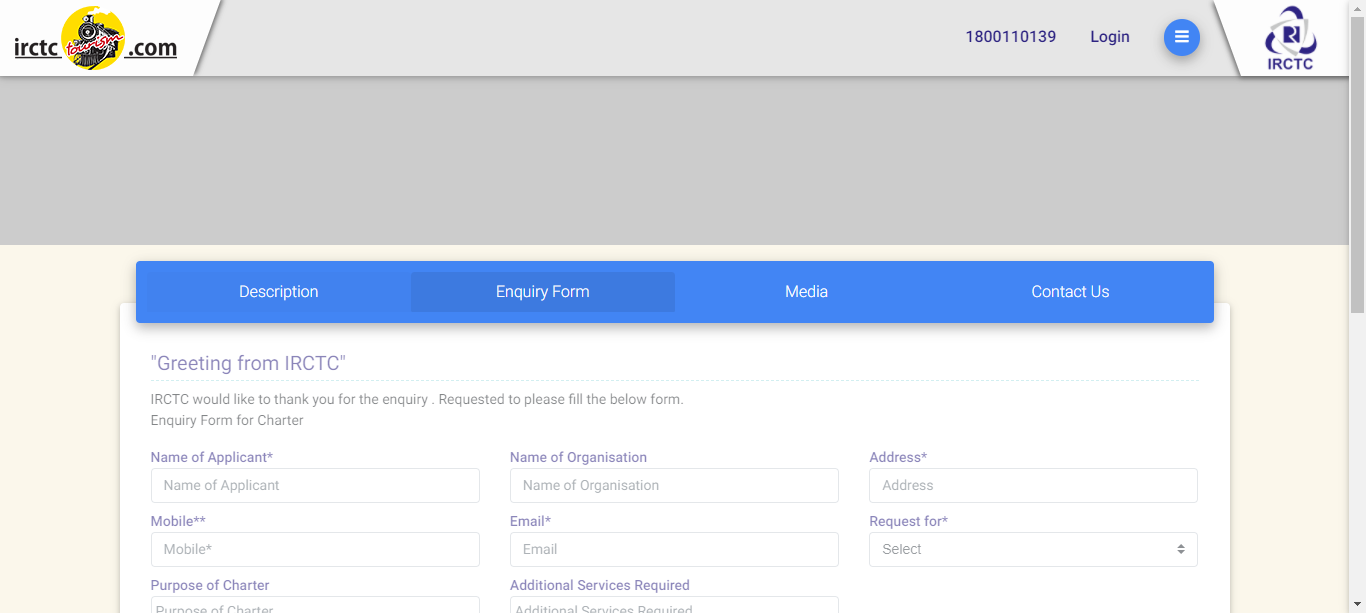 irctc tourism .com
1800110139 Login
IRCTC
Description Enquiry Form Media Contact Us
"Greeting from IRCTC"
IRCTC would like to thank you for the enquiry . Requested to please fill the below form.
Enquiry Form for Charter
Name of Applicant* Name of Organisation Address*
Name of Applicant Name of Organisation Address
Mobile** Email* Request for*
Mobile* Email Select
Purpose of Charter Additional Services Required
Purpose of Charter Additional Services Required